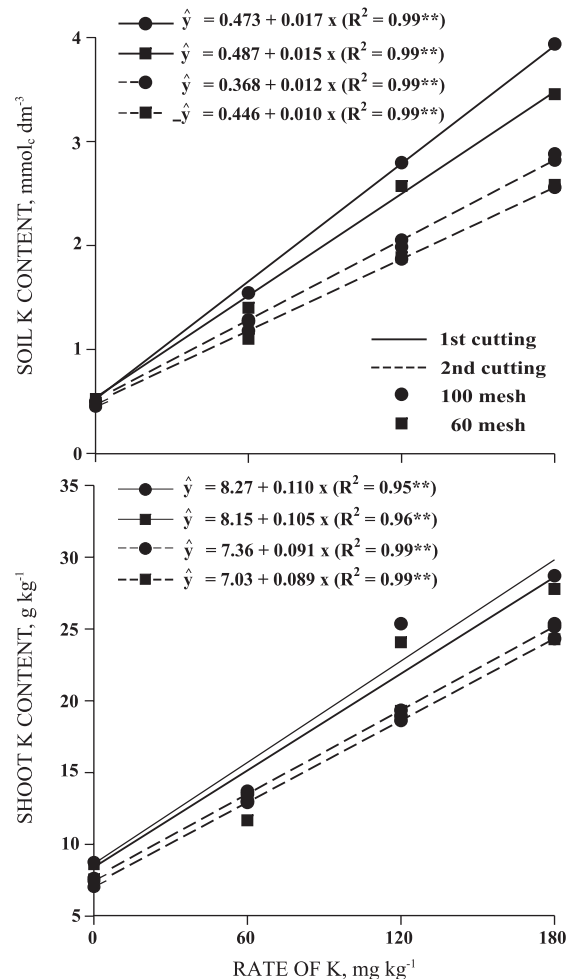 ŷ = 0.473 + 0.017 x (R² = 0.99**)
ŷ = 0.487 + 0.015 x (R² = 0.99**)
ŷ = 0.368 + 0.012 x (R² = 0.99**)
ŷ = 0.446 + 0.010 x (R² = 0.99**)
4
3
2
1
0
SOIL K CONTENT, mmol_c dm⁻³
1st cutting
2nd cutting
100 mesh
60 mesh
ŷ = 8.27 + 0.110 x (R² = 0.95**)
ŷ = 8.15 + 0.105 x (R² = 0.96**)
ŷ = 7.36 + 0.091 x (R² = 0.99**)
ŷ = 7.03 + 0.089 x (R² = 0.99**)
35
30
25
20
15
10
5
SHOOT K CONTENT, g kg⁻¹
0 60 120 180
RATE OF K, mg kg⁻¹